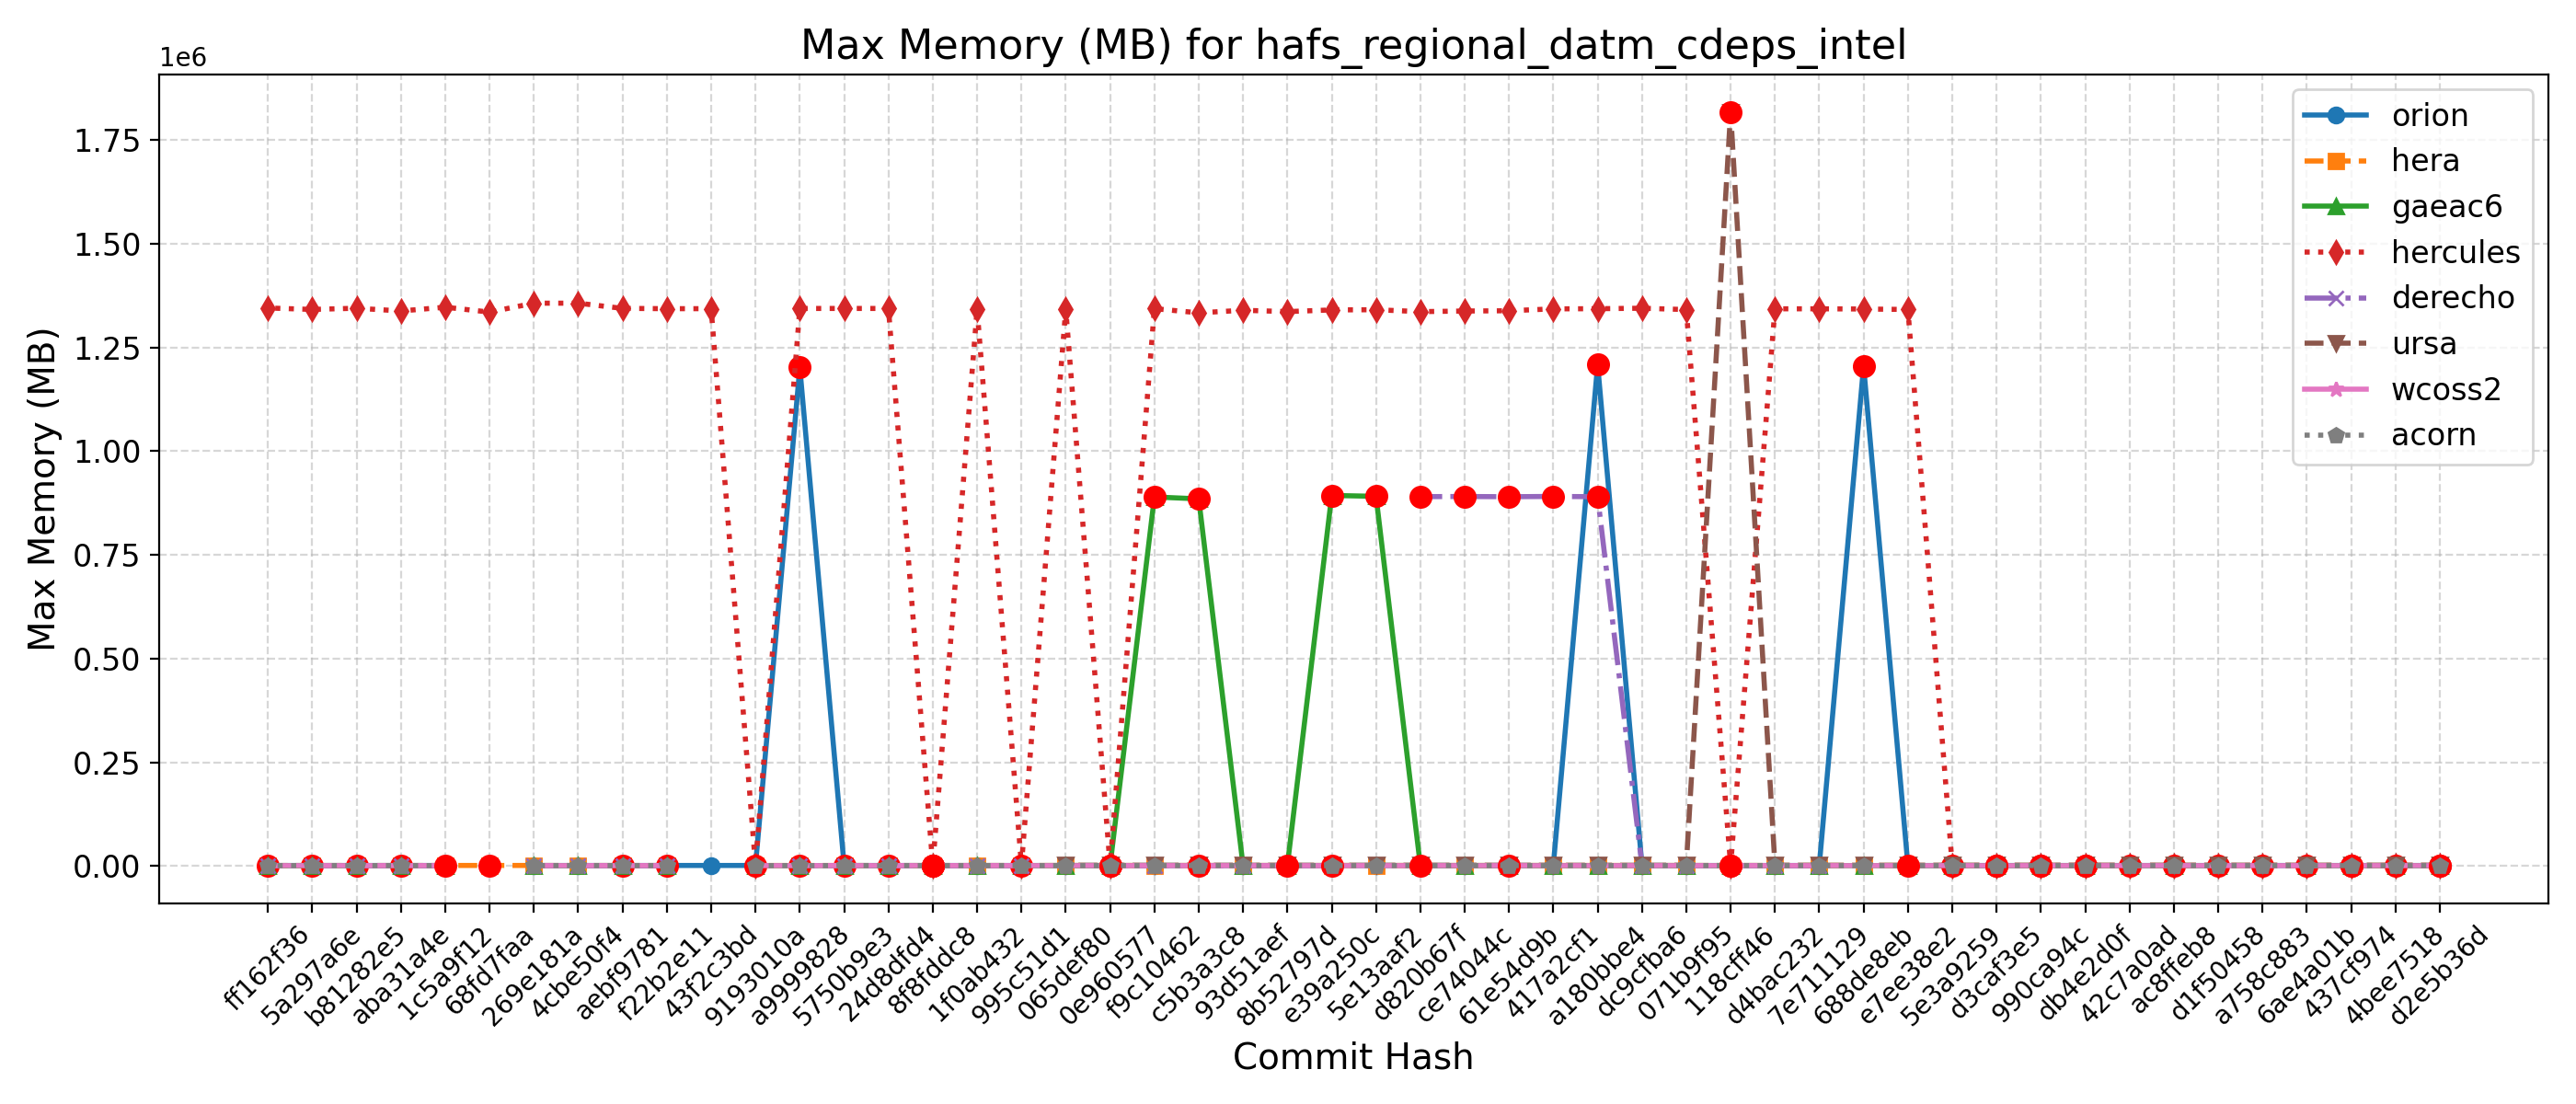 Max Memory (MB) for hafs_regional_datm_cdeps_intel
1e6
1.75
1.50
1.25
1.00
0.75
0.50
0.25
0.00
Max Memory (MB)
orion
hera
gaeac6
hercules
derecho
ursa
wcoss2
acorn
ff162f36
5a297a6e
b81282e5
aba31a4e
1c5a9f12
68fd7faa
269e181a
4cbe50f4
aebf9781
f22b2e11
43f2c3bd
9193010a
a9999828
5750b9e3
24d8dfd4
8f8fddc8
1f0ab432
995c51d1
065def80
0e960577
f9c10462
c5b3a3c8
93d51aef
8b52797d
e39a250c
5e13aaf2
d820b67f
ce74044c
61e54d9b
417a2cf1
a180bbe4
dc9cfba6
071b9f95
118cff46
d4bac232
7e711129
688de8eb
e7ee38e2
5e3a9259
d3caf3e5
990ca94c
db4e2d0f
42c7a0ad
ac8ffeb8
d1f50458
a758c883
6ae4a01b
437cf974
4bee7518
d2e5b36d
Commit Hash